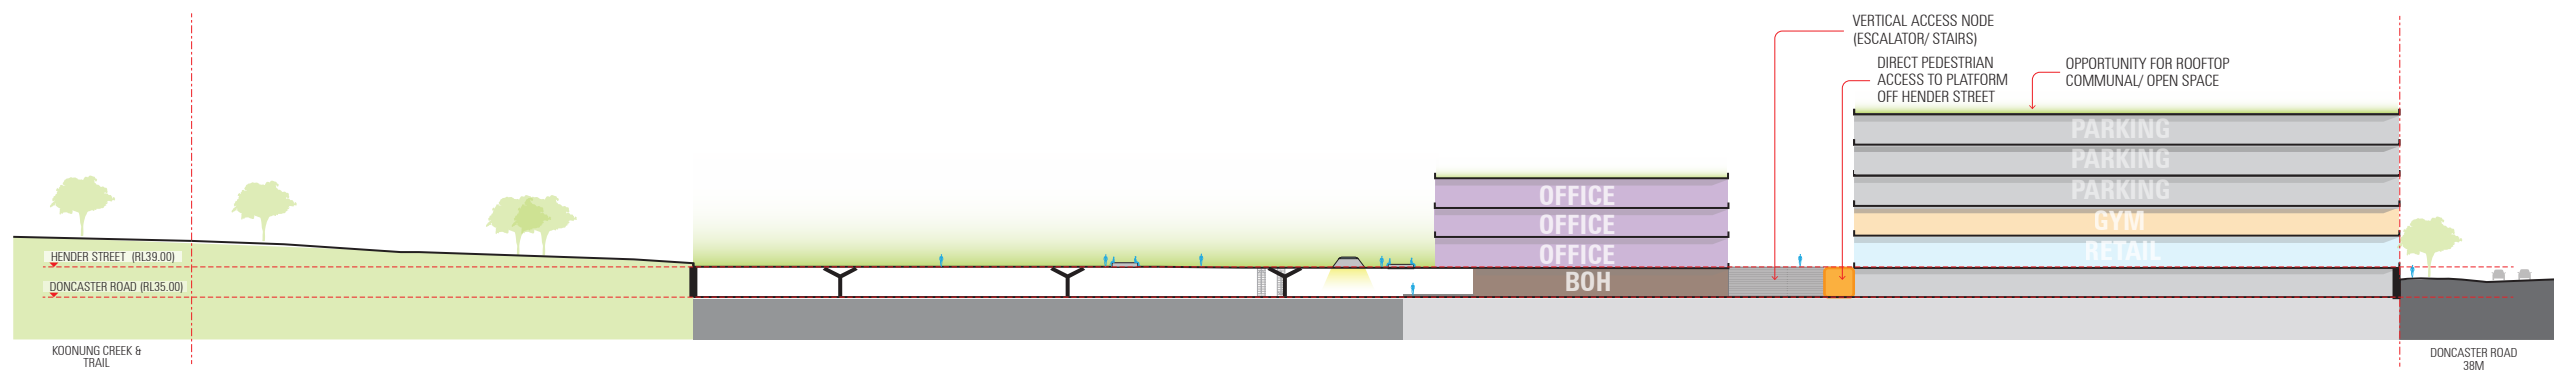 VERTICAL ACCESS NODE
(ESCALATOR/ STAIRS)
DIRECT PEDESTRIAN
ACCESS TO PLATFORM
OFF HENDER STREET
OPPORTUNITY FOR ROOFTOP
COMMUNAL/ OPEN SPACE
PARKING
PARKING
PARKING
GYM
RETAIL
OFFICE
OFFICE
OFFICE
BOH
HENDER STREET (RL39.00)
DONCASTER ROAD (RL35.00)
KOONUNG CREEK &
TRAIL
DONCASTER ROAD
38M